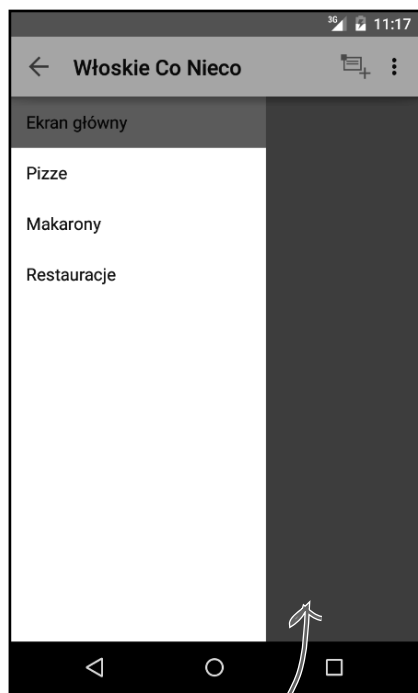 3G 11:17
Włoskie Co Nieco
Ekran główny
Pizze
Makarony
Restauracje